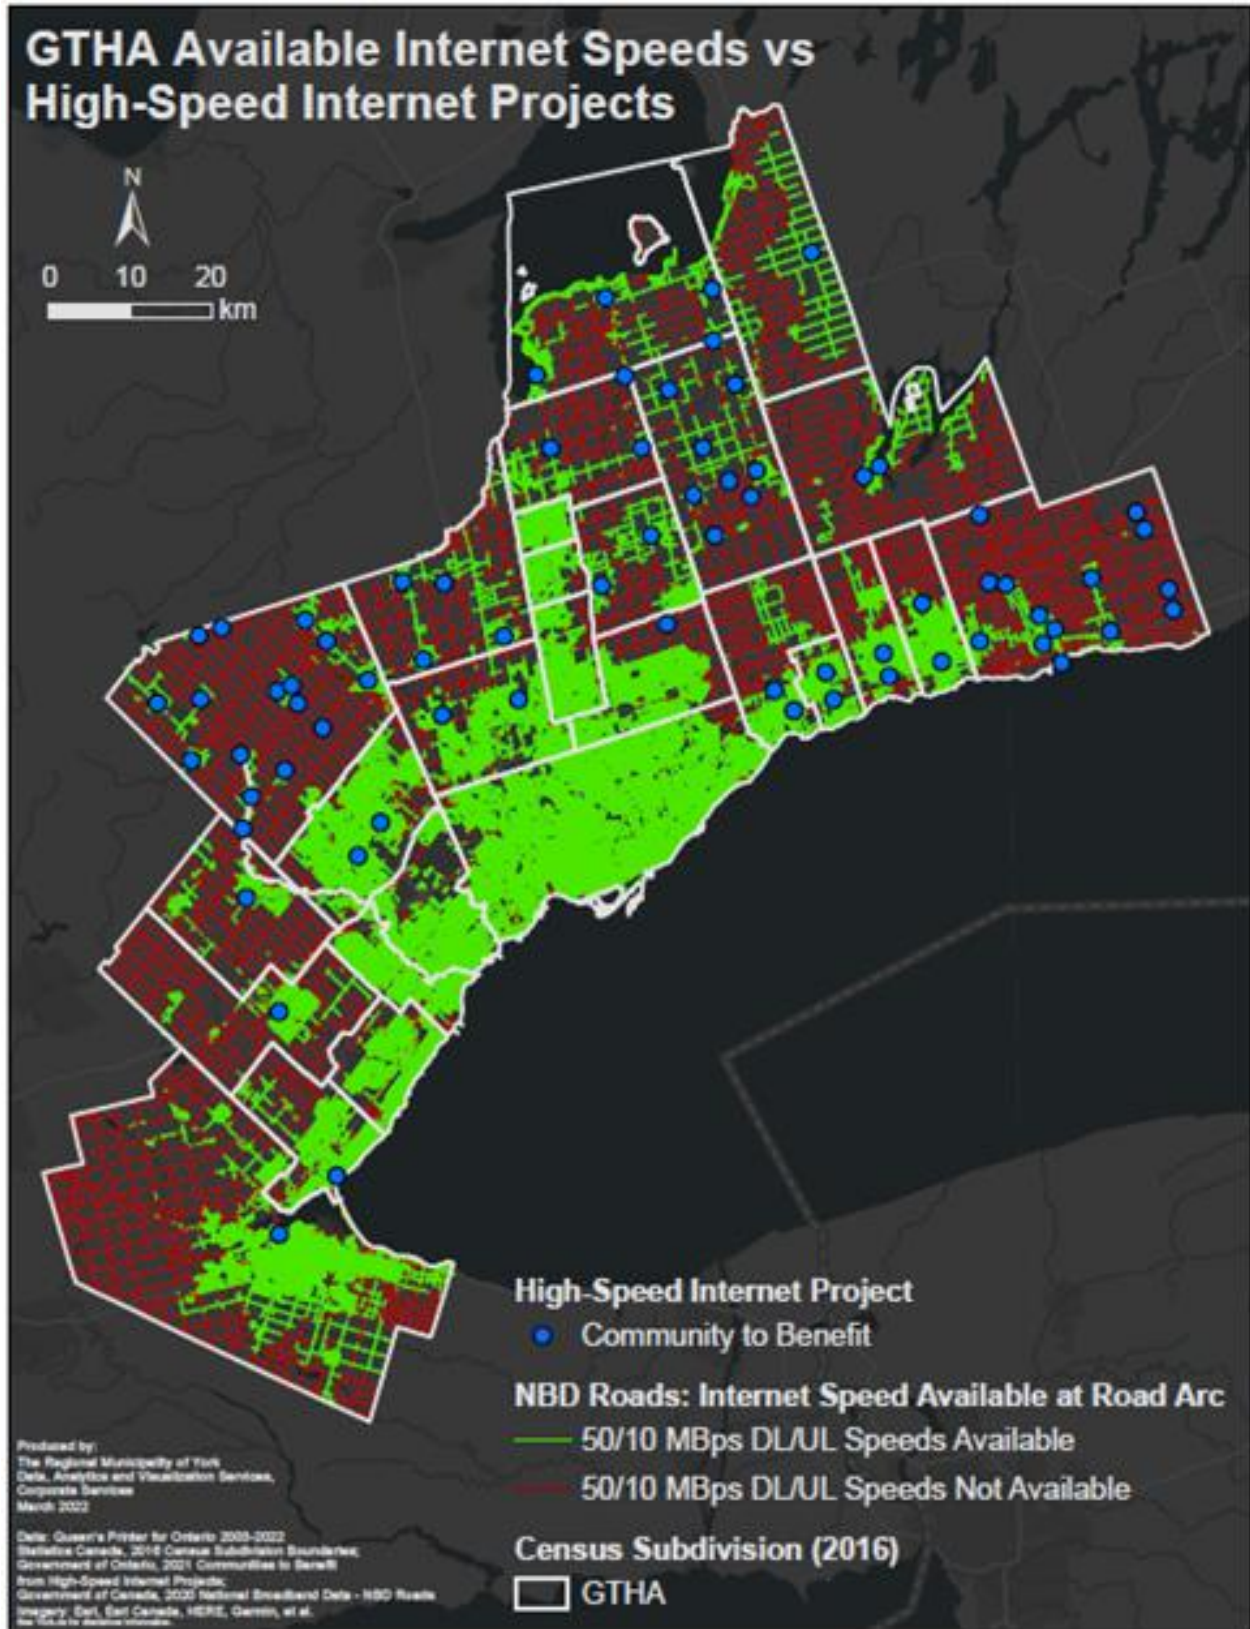 GTHA Available Internet Speeds vs
High-Speed Internet Projects
N
0 10 20
km
High-Speed Internet Project
Community to Benefit
NBD Roads: Internet Speed Available at Road Arc
50/10 MBps DL/UL Speeds Available
50/10 MBps DL/UL Speeds Not Available
Census Subdivision (2016)
GTHA
Produced by:
The Regional Municipality of York
Data, Analytics and Visualization Services,
Corporate Services
March 2022
Data: Queen's Printer for Ontario 2003-2022
Statistics Canada, 2016 Census Subdivision Boundaries;
Government of Ontario, 2021 Communities to Benefit
from High-Speed Internet Projects;
Government of Canada, 2020 National Broadband Data - NBD Roads
Imagery: Esri, Esri Canada, HERE, Garmin, et al.